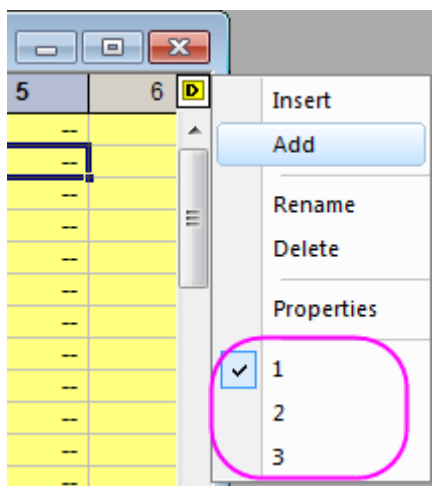 5 6 D
Insert
--
Add
--
--
Rename
--
Delete
--
--
Properties
--
--
1
--
2
--
--
3
--